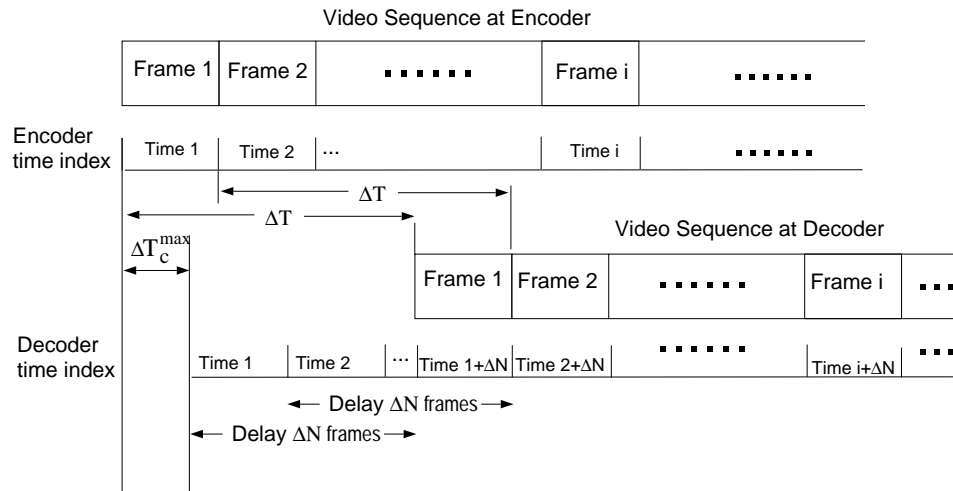 Video Sequence at Encoder
Frame 1 Frame 2 ...... Frame i ......
Encoder
time index
Time 1 Time 2 ... Time i ......
ΔT
ΔT
ΔT_c^max
Video Sequence at Decoder
Frame 1 Frame 2 ...... Frame i ...
Decoder
time index
Time 1 Time 2 ... Time 1+ΔN Time 2+ΔN ...... Time i+ΔN ...
Delay ΔN frames
Delay ΔN frames